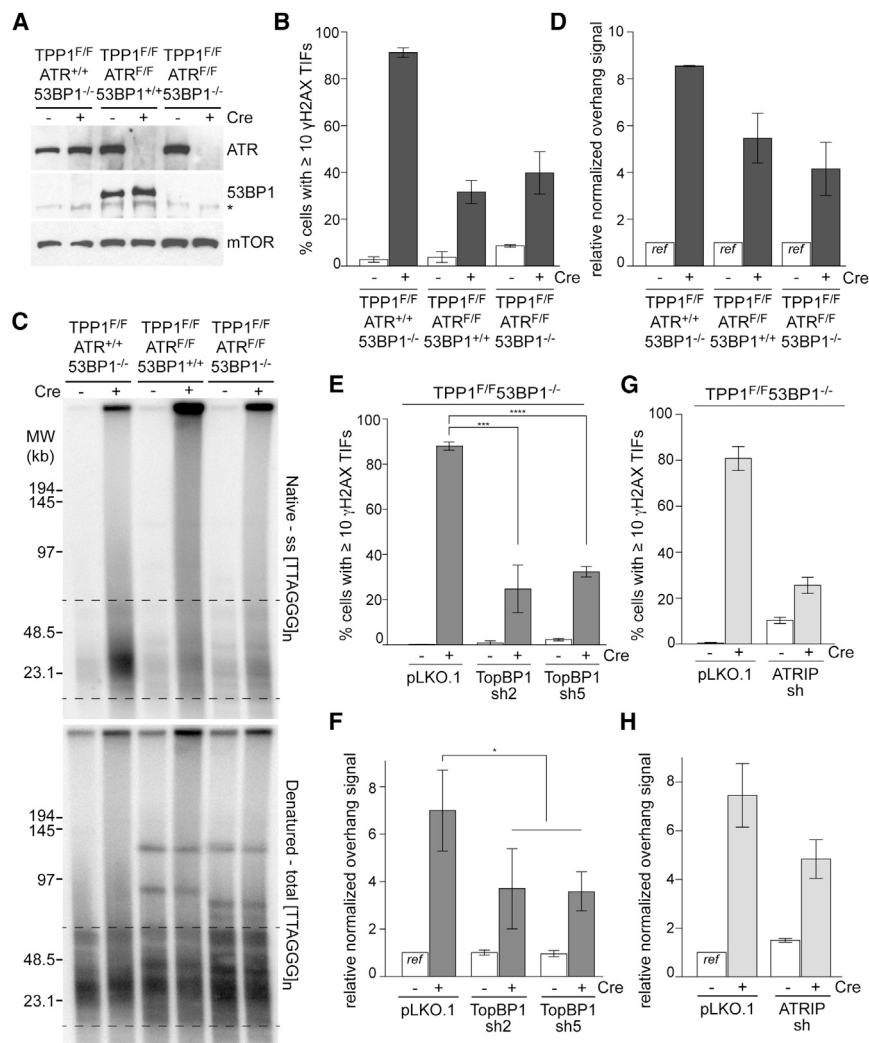 A
TPP1F/F TPP1F/F TPP1F/F
ATR+/+ ATRF/F ATRF/F
53BP1-/- 53BP1+/+ 53BP1-/-
- + - + - + Cre
ATR
53BP1
*
mTOR
B
% cells with ≥ 10 γH2AX TIFs
100
80
60
40
20
0
- + - + - + Cre
TPP1F/F TPP1F/F TPP1F/F
ATR+/+ ATRF/F ATRF/F
53BP1-/- 53BP1+/+ 53BP1-/-
D
relative normalized overhang signal
10
8
6
4
2
0
ref ref ref
- + - + - + Cre
TPP1F/F TPP1F/F TPP1F/F
ATR+/+ ATRF/F ATRF/F
53BP1-/- 53BP1+/+ 53BP1-/-
C
TPP1F/F TPP1F/F TPP1F/F
ATR+/+ ATRF/F ATRF/F
53BP1-/- 53BP1+/+ 53BP1-/-
Cre - + - + - +
MW
(kb)
194
145
97
48.5
23.1
Native - ss [TTAGGG]n
194
145
97
48.5
23.1
Denatured - total [TTAGGG]n
E
TPP1F/F53BP1-/-
% cells with ≥ 10 γH2AX TIFs
100
80
60
40
20
0
****
***
- + - + - + Cre
pLKO.1 TopBP1 TopBP1
sh2 sh5
G
TPP1F/F53BP1-/-
% cells with ≥ 10 γH2AX TIFs
100
80
60
40
20
0
- + - + Cre
pLKO.1 ATRIP
sh
F
relative normalized overhang signal
8
6
4
2
0
*
ref
- + - + - + Cre
pLKO.1 TopBP1 TopBP1
sh2 sh5
H
relative normalized overhang signal
8
6
4
2
0
ref
- + - + Cre
pLKO.1 ATRIP
sh